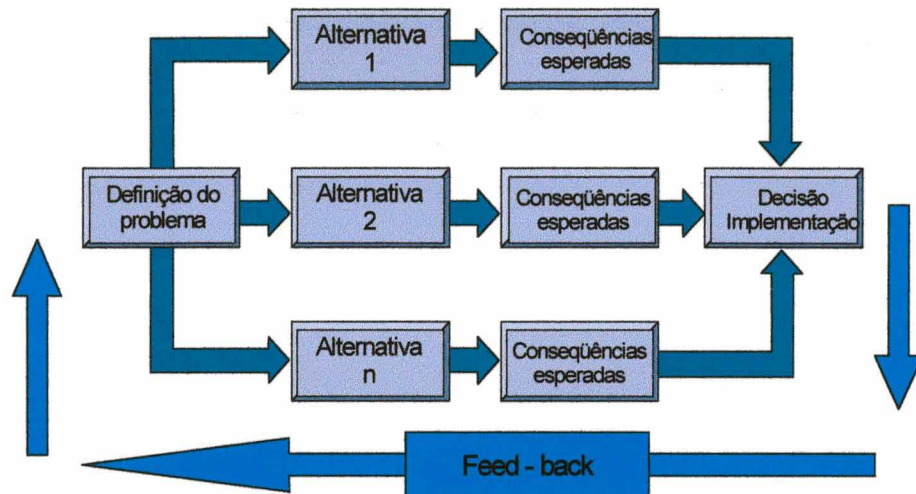 Alternativa
1
Conseqüências
esperadas
Definição do
problema
Alternativa
2
Conseqüências
esperadas
Decisão
Implementação
Alternativa
n
Conseqüências
esperadas
Feed - back